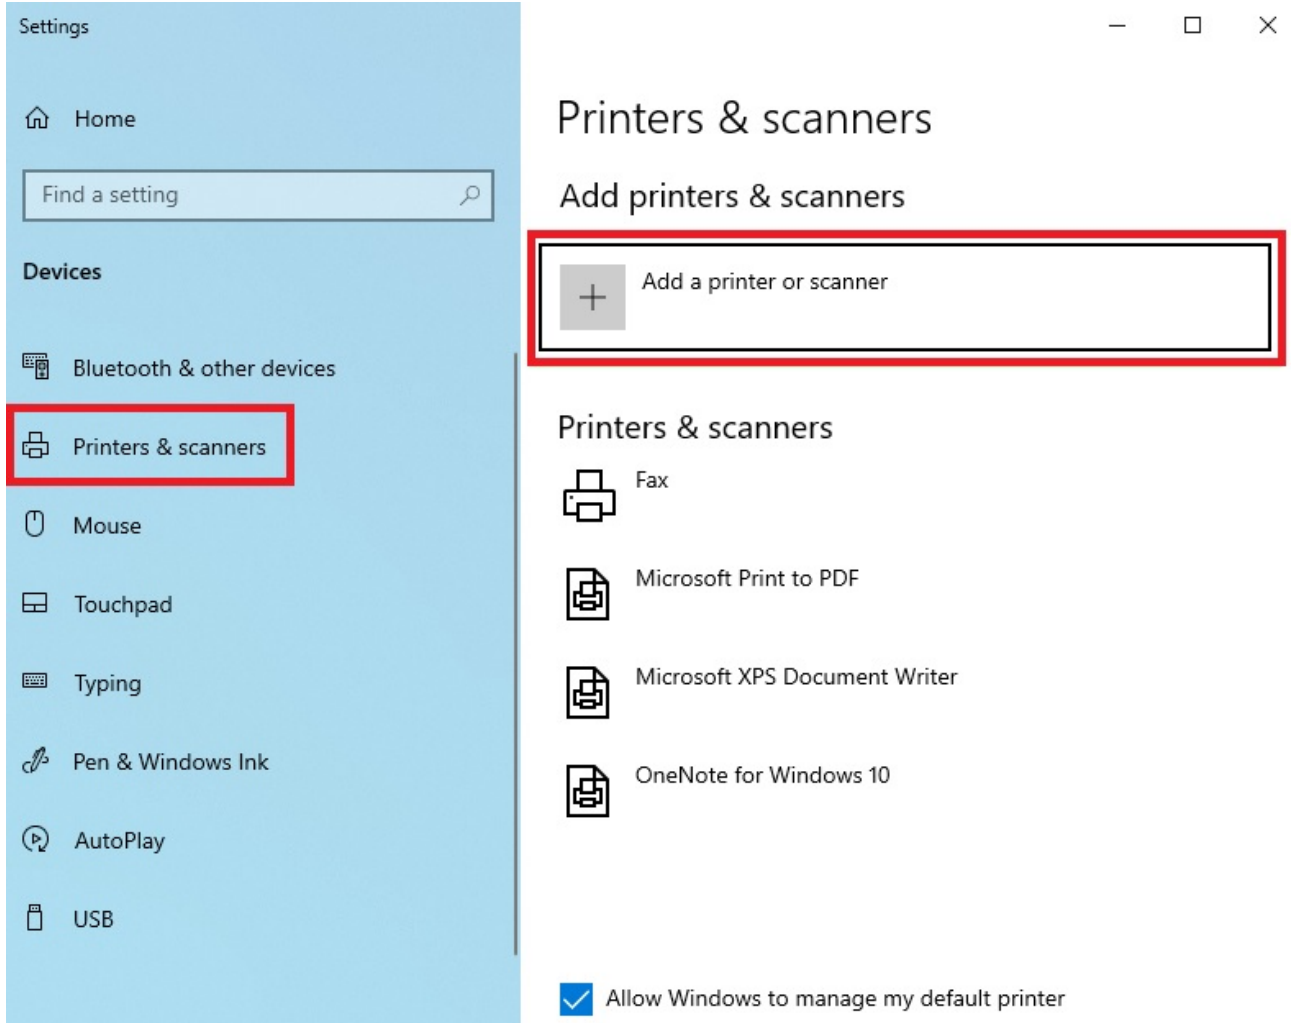 Settings
Home
Find a setting
Devices
Bluetooth & other devices
Printers & scanners
Mouse
Touchpad
Typing
Pen & Windows Ink
AutoPlay
USB
Printers & scanners
Add printers & scanners
Add a printer or scanner
Printers & scanners
Fax
Microsoft Print to PDF
Microsoft XPS Document Writer
OneNote for Windows 10
Allow Windows to manage my default printer